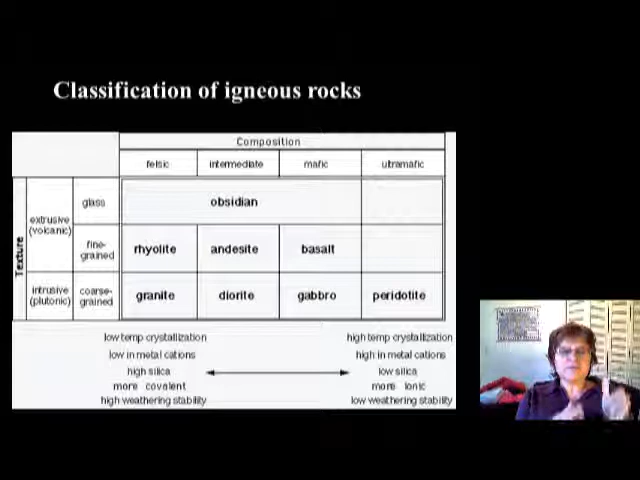 Classification of igneous rocks
Composition
felsic intermediate mafic ultramafic
glass obsidian
extrusive (volcanic)
Texture
fine-grained rhyolite andesite basalt
intrusive (plutonic) coarse-grained granite diorite gabbro peridotite
low temp crystallization high temp crystallization
low in metal cations high in metal cations
high silica low silica
more covalent more ionic
high weathering stability low weathering stability